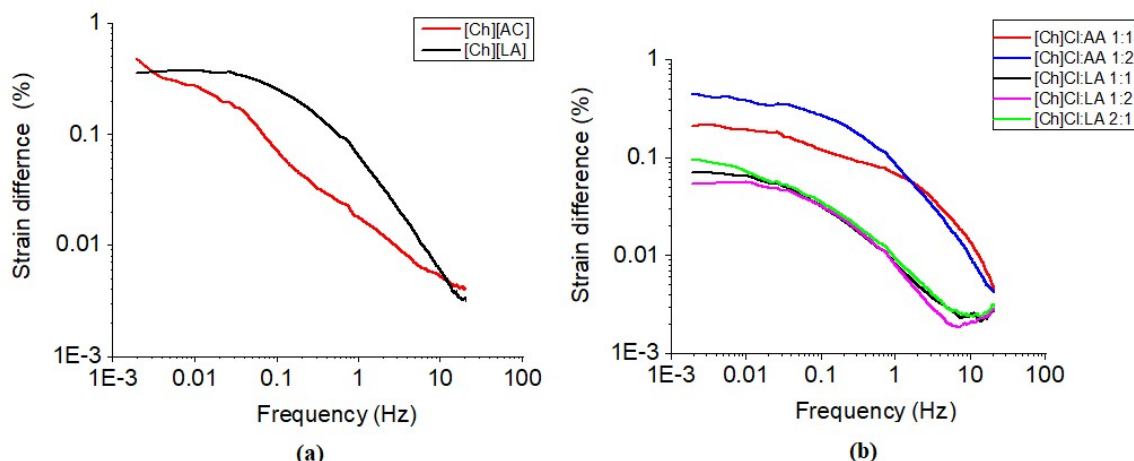 [Ch][AC]
[Ch][LA]
1
0.1
0.01
1E-3
Strain differnce (%)
1E-3 0.01 0.1 1 10 100
Frequency (Hz)
(a)
[Ch]Cl:AA 1:1
[Ch]Cl:AA 1:2
[Ch]Cl:LA 1:1
[Ch]Cl:LA 1:2
[Ch]Cl:LA 2:1
1
0.1
0.01
1E-3
Strain difference (%)
1E-3 0.01 0.1 1 10 100
Frequency (Hz)
(b)